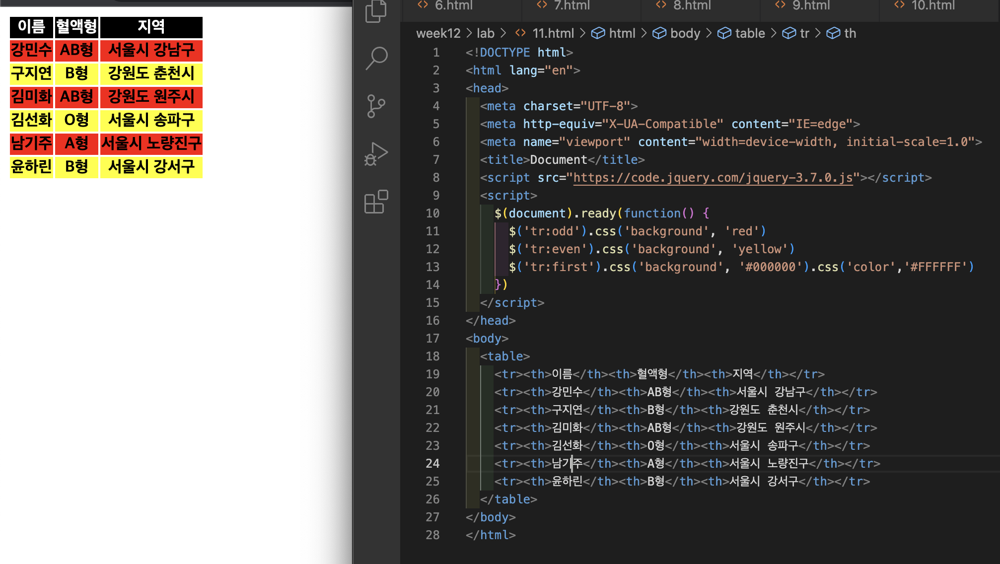 이름 혈액형 지역
강민수 AB형 서울시 강남구
구지연 B형 강원도 춘천시
김미화 AB형 강원도 원주시
김선화 O형 서울시 송파구
남기주 A형 서울시 노량진구
윤하린 B형 서울시 강서구
<> 6.html <> 7.html <> 8.html <> 9.html <> 10.html
week12 > lab > <> 11.html > html > body > table > tr > th
1 <!DOCTYPE html>
2 <html lang="en">
3 <head>
4 <meta charset="UTF-8">
5 <meta http-equiv="X-UA-Compatible" content="IE=edge">
6 <meta name="viewport" content="width=device-width, initial-scale=1.0">
7 <title>Document</title>
8 <script src="https://code.jquery.com/jquery-3.7.0.js"></script>
9 <script>
10 $(document).ready(function() {
11 $('tr:odd').css('background', 'red')
12 $('tr:even').css('background', 'yellow')
13 $('tr:first').css('background', '#000000').css('color','#FFFFFF')
14 })
15 </script>
16 </head>
17 <body>
18 <table>
19 <tr><th>이름</th><th>혈액형</th><th>지역</th></tr>
20 <tr><th>강민수</th><th>AB형</th><th>서울시 강남구</th></tr>
21 <tr><th>구지연</th><th>B형</th><th>강원도 춘천시</th></tr>
22 <tr><th>김미화</th><th>AB형</th><th>강원도 원주시</th></tr>
23 <tr><th>김선화</th><th>O형</th><th>서울시 송파구</th></tr>
24 <tr><th>남기주</th><th>A형</th><th>서울시 노량진구</th></tr>
25 <tr><th>윤하린</th><th>B형</th><th>서울시 강서구</th></tr>
26 </table>
27 </body>
28 </html>